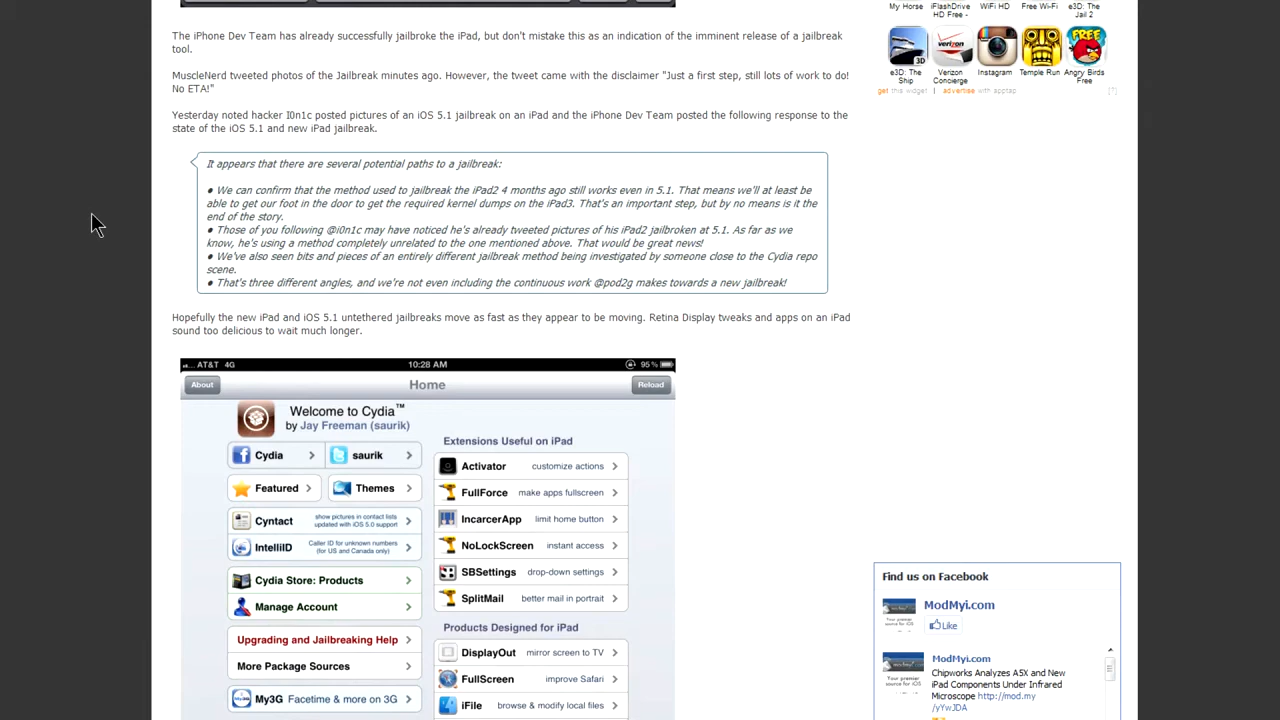 My Horse
iFlashDrive HD Free -
WiFi HD
Free Wi-Fi
e3D: The Jail 2
The iPhone Dev Team has already successfully jailbroke the iPad, but don't mistake this as an indication of the imminent release of a jailbreak
tool.
MuscleNerd tweeted photos of the Jailbreak minutes ago. However, the tweet came with the disclaimer "Just a first step, still lots of work to do!
No ETA!"
Yesterday noted hacker I0n1c posted pictures of an iOS 5.1 jailbreak on an iPad and the iPhone Dev Team posted the following response to the
state of the iOS 5.1 and new iPad jailbreak.
It appears that there are several potential paths to a jailbreak:
● We can confirm that the method used to jailbreak the iPad2 4 months ago still works even in 5.1. That means we'll at least be
able to get our foot in the door to get the required kernel dumps on the iPad3. That's an important step, but by no means is it the
end of the story.
● Those of you following @i0n1c may have noticed he's already tweeted pictures of his iPad2 jailbroken at 5.1. As far as we
know, he's using a method completely unrelated to the one mentioned above. That would be great news!
● We've also seen bits and pieces of an entirely different jailbreak method being investigated by someone close to the Cydia repo
scene.
● That's three different angles, and we're not even including the continuous work @pod2g makes towards a new jailbreak!
Hopefully the new iPad and iOS 5.1 untethered jailbreaks move as fast as they appear to be moving. Retina Display tweaks and apps on an iPad
sound too delicious to wait much longer.
... AT&T 4G
10:28 AM
95%
About
Home
Reload
Welcome to Cydia™
by Jay Freeman (saurik)
Cydia
saurik
Featured
Themes
Cyntact
show pictures in contact lists
updated with iOS 5.0 support
IntelliID
Caller ID for unknown numbers
(for US and Canada only)
Cydia Store: Products
Manage Account
Upgrading and Jailbreaking Help
More Package Sources
My3G
Facetime & more on 3G
Extensions Useful on iPad
Activator customize actions
FullForce make apps fullscreen
IncarcerApp limit home button
NoLockScreen instant access
SBSettings drop-down settings
SplitMail better mail in portrait
Products Designed for iPad
DisplayOut mirror screen to TV
FullScreen improve Safari
iFile browse & modify local files
3D
verizon
FREE
e3D: The
Ship
Verizon
Concierge
Instagram
Temple Run
Angry Birds
Free
get this widget | advertise with apptap
[?]
Find us on Facebook
ModMyi.com
Like
ModMyi.com
Chipworks Analyzes A5X and New
iPad Components Under Infrared
Microscope http://mod.my
/yYwJDA